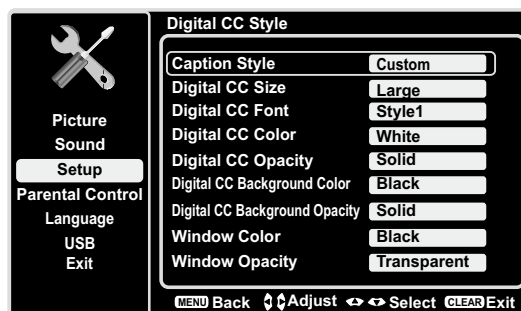 Digital CC Style
Picture
Sound
Setup
Parental Control
Language
USB
Exit
Caption Style Custom
Digital CC Size Large
Digital CC Font Style1
Digital CC Color White
Digital CC Opacity Solid
Digital CC Background Color Black
Digital CC Background Opacity Solid
Window Color Black
Window Opacity Transparent
MENU Back Adjust Select CLEAR Exit